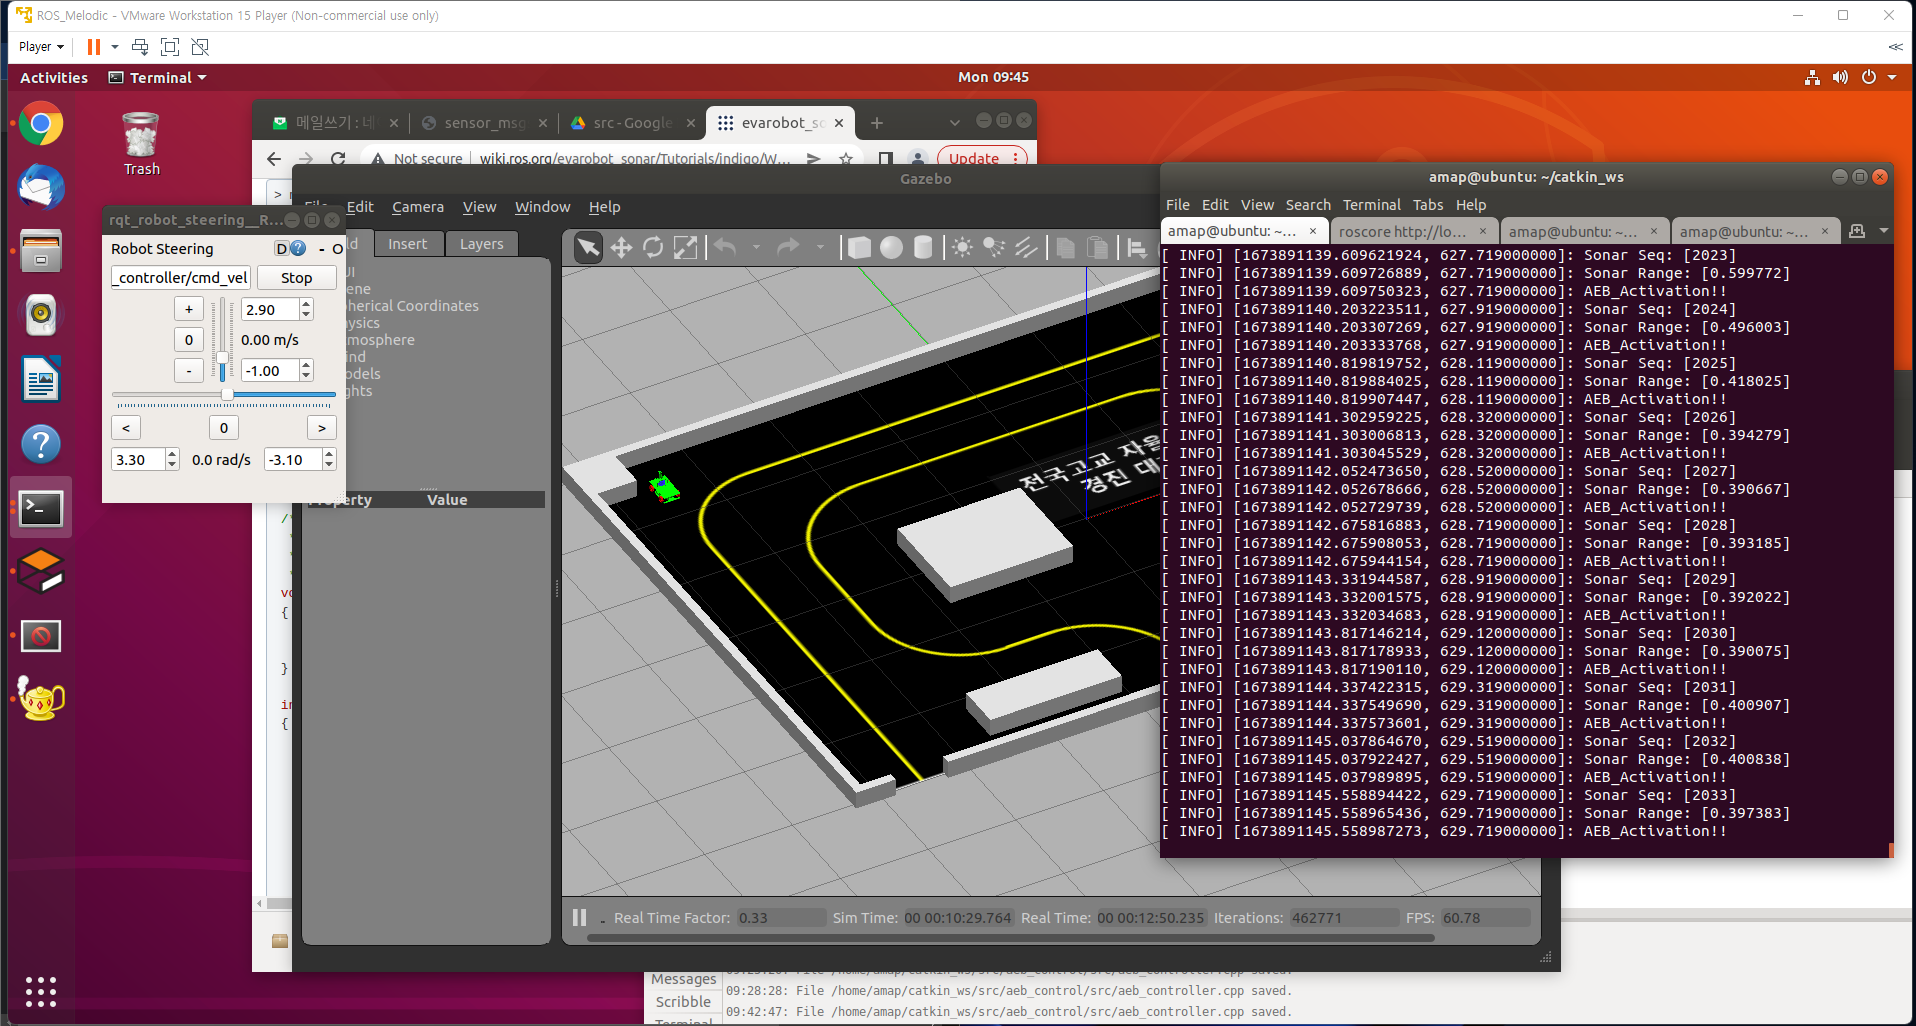 ROS_Melodic - VMware Workstation 15 Player (Non-commercial use only)
Player
Activities
Terminal
Mon 09:45
Trash
메일쓰기 : 네
sensor_msg
src - Google
evarobot_so
Not secure
wiki.ros.org/evarobot_sonar/Tutorials/indigo/W...
Update
Gazebo
File Edit Camera View Window Help
Insert
Layers
rqt_robot_steering__R...
Robot Steering
D
- O
_controller/cmd_vel
Stop
+
2.90
0
0.00 m/s
-
-1.00
<
0
>
3.30
0.0 rad/s
-3.10
UI
ene
pherical Coordinates
ysics
tmosphere
ind
odels
ghts
Property
Value
/*
vo
{
}
in
{
전국고교 자율
경진 대
Real Time Factor: 0.33
Sim Time: 00 00:10:29.764
Real Time: 00 00:12:50.235
Iterations: 462771
FPS: 60.78
amap@ubuntu: ~/catkin_ws
File Edit View Search Terminal Tabs Help
amap@ubuntu: ~...
roscore http://lo...
amap@ubuntu: ~...
amap@ubuntu: ~...
[ INFO] [1673891139.609621924, 627.719000000]: Sonar Seq: [2023]
[ INFO] [1673891139.609726889, 627.719000000]: Sonar Range: [0.599772]
[ INFO] [1673891139.609750323, 627.719000000]: AEB_Activation!!
[ INFO] [1673891140.203223511, 627.919000000]: Sonar Seq: [2024]
[ INFO] [1673891140.203307269, 627.919000000]: Sonar Range: [0.496003]
[ INFO] [1673891140.203333768, 627.919000000]: AEB_Activation!!
[ INFO] [1673891140.819819752, 628.119000000]: Sonar Seq: [2025]
[ INFO] [1673891140.819884025, 628.119000000]: Sonar Range: [0.418025]
[ INFO] [1673891140.819907447, 628.119000000]: AEB_Activation!!
[ INFO] [1673891141.302959225, 628.320000000]: Sonar Seq: [2026]
[ INFO] [1673891141.303006813, 628.320000000]: Sonar Range: [0.394279]
[ INFO] [1673891141.303045529, 628.320000000]: AEB_Activation!!
[ INFO] [1673891142.052473650, 628.520000000]: Sonar Seq: [2027]
[ INFO] [1673891142.052678666, 628.520000000]: Sonar Range: [0.390667]
[ INFO] [1673891142.052729739, 628.520000000]: AEB_Activation!!
[ INFO] [1673891142.675816883, 628.719000000]: Sonar Seq: [2028]
[ INFO] [1673891142.675908053, 628.719000000]: Sonar Range: [0.393185]
[ INFO] [1673891142.675944154, 628.719000000]: AEB_Activation!!
[ INFO] [1673891143.331944587, 628.919000000]: Sonar Seq: [2029]
[ INFO] [1673891143.332001575, 628.919000000]: Sonar Range: [0.392022]
[ INFO] [1673891143.332034683, 628.919000000]: AEB_Activation!!
[ INFO] [1673891143.817146214, 629.120000000]: Sonar Seq: [2030]
[ INFO] [1673891143.817178933, 629.120000000]: Sonar Range: [0.390075]
[ INFO] [1673891143.817190110, 629.120000000]: AEB_Activation!!
[ INFO] [1673891144.337422315, 629.319000000]: Sonar Seq: [2031]
[ INFO] [1673891144.337549690, 629.319000000]: Sonar Range: [0.400907]
[ INFO] [1673891144.337573601, 629.319000000]: AEB_Activation!!
[ INFO] [1673891145.037864670, 629.519000000]: Sonar Seq: [2032]
[ INFO] [1673891145.037922427, 629.519000000]: Sonar Range: [0.400838]
[ INFO] [1673891145.037989895, 629.519000000]: AEB_Activation!!
[ INFO] [1673891145.558894422, 629.719000000]: Sonar Seq: [2033]
[ INFO] [1673891145.558965436, 629.719000000]: Sonar Range: [0.397383]
[ INFO] [1673891145.558987273, 629.719000000]: AEB_Activation!!
Messages
Scribble
Terminal
09:28:28: File /home/amap/catkin_ws/src/aeb_control/src/aeb_controller.cpp saved.
09:42:47: File /home/amap/catkin_ws/src/aeb_control/src/aeb_controller.cpp saved.